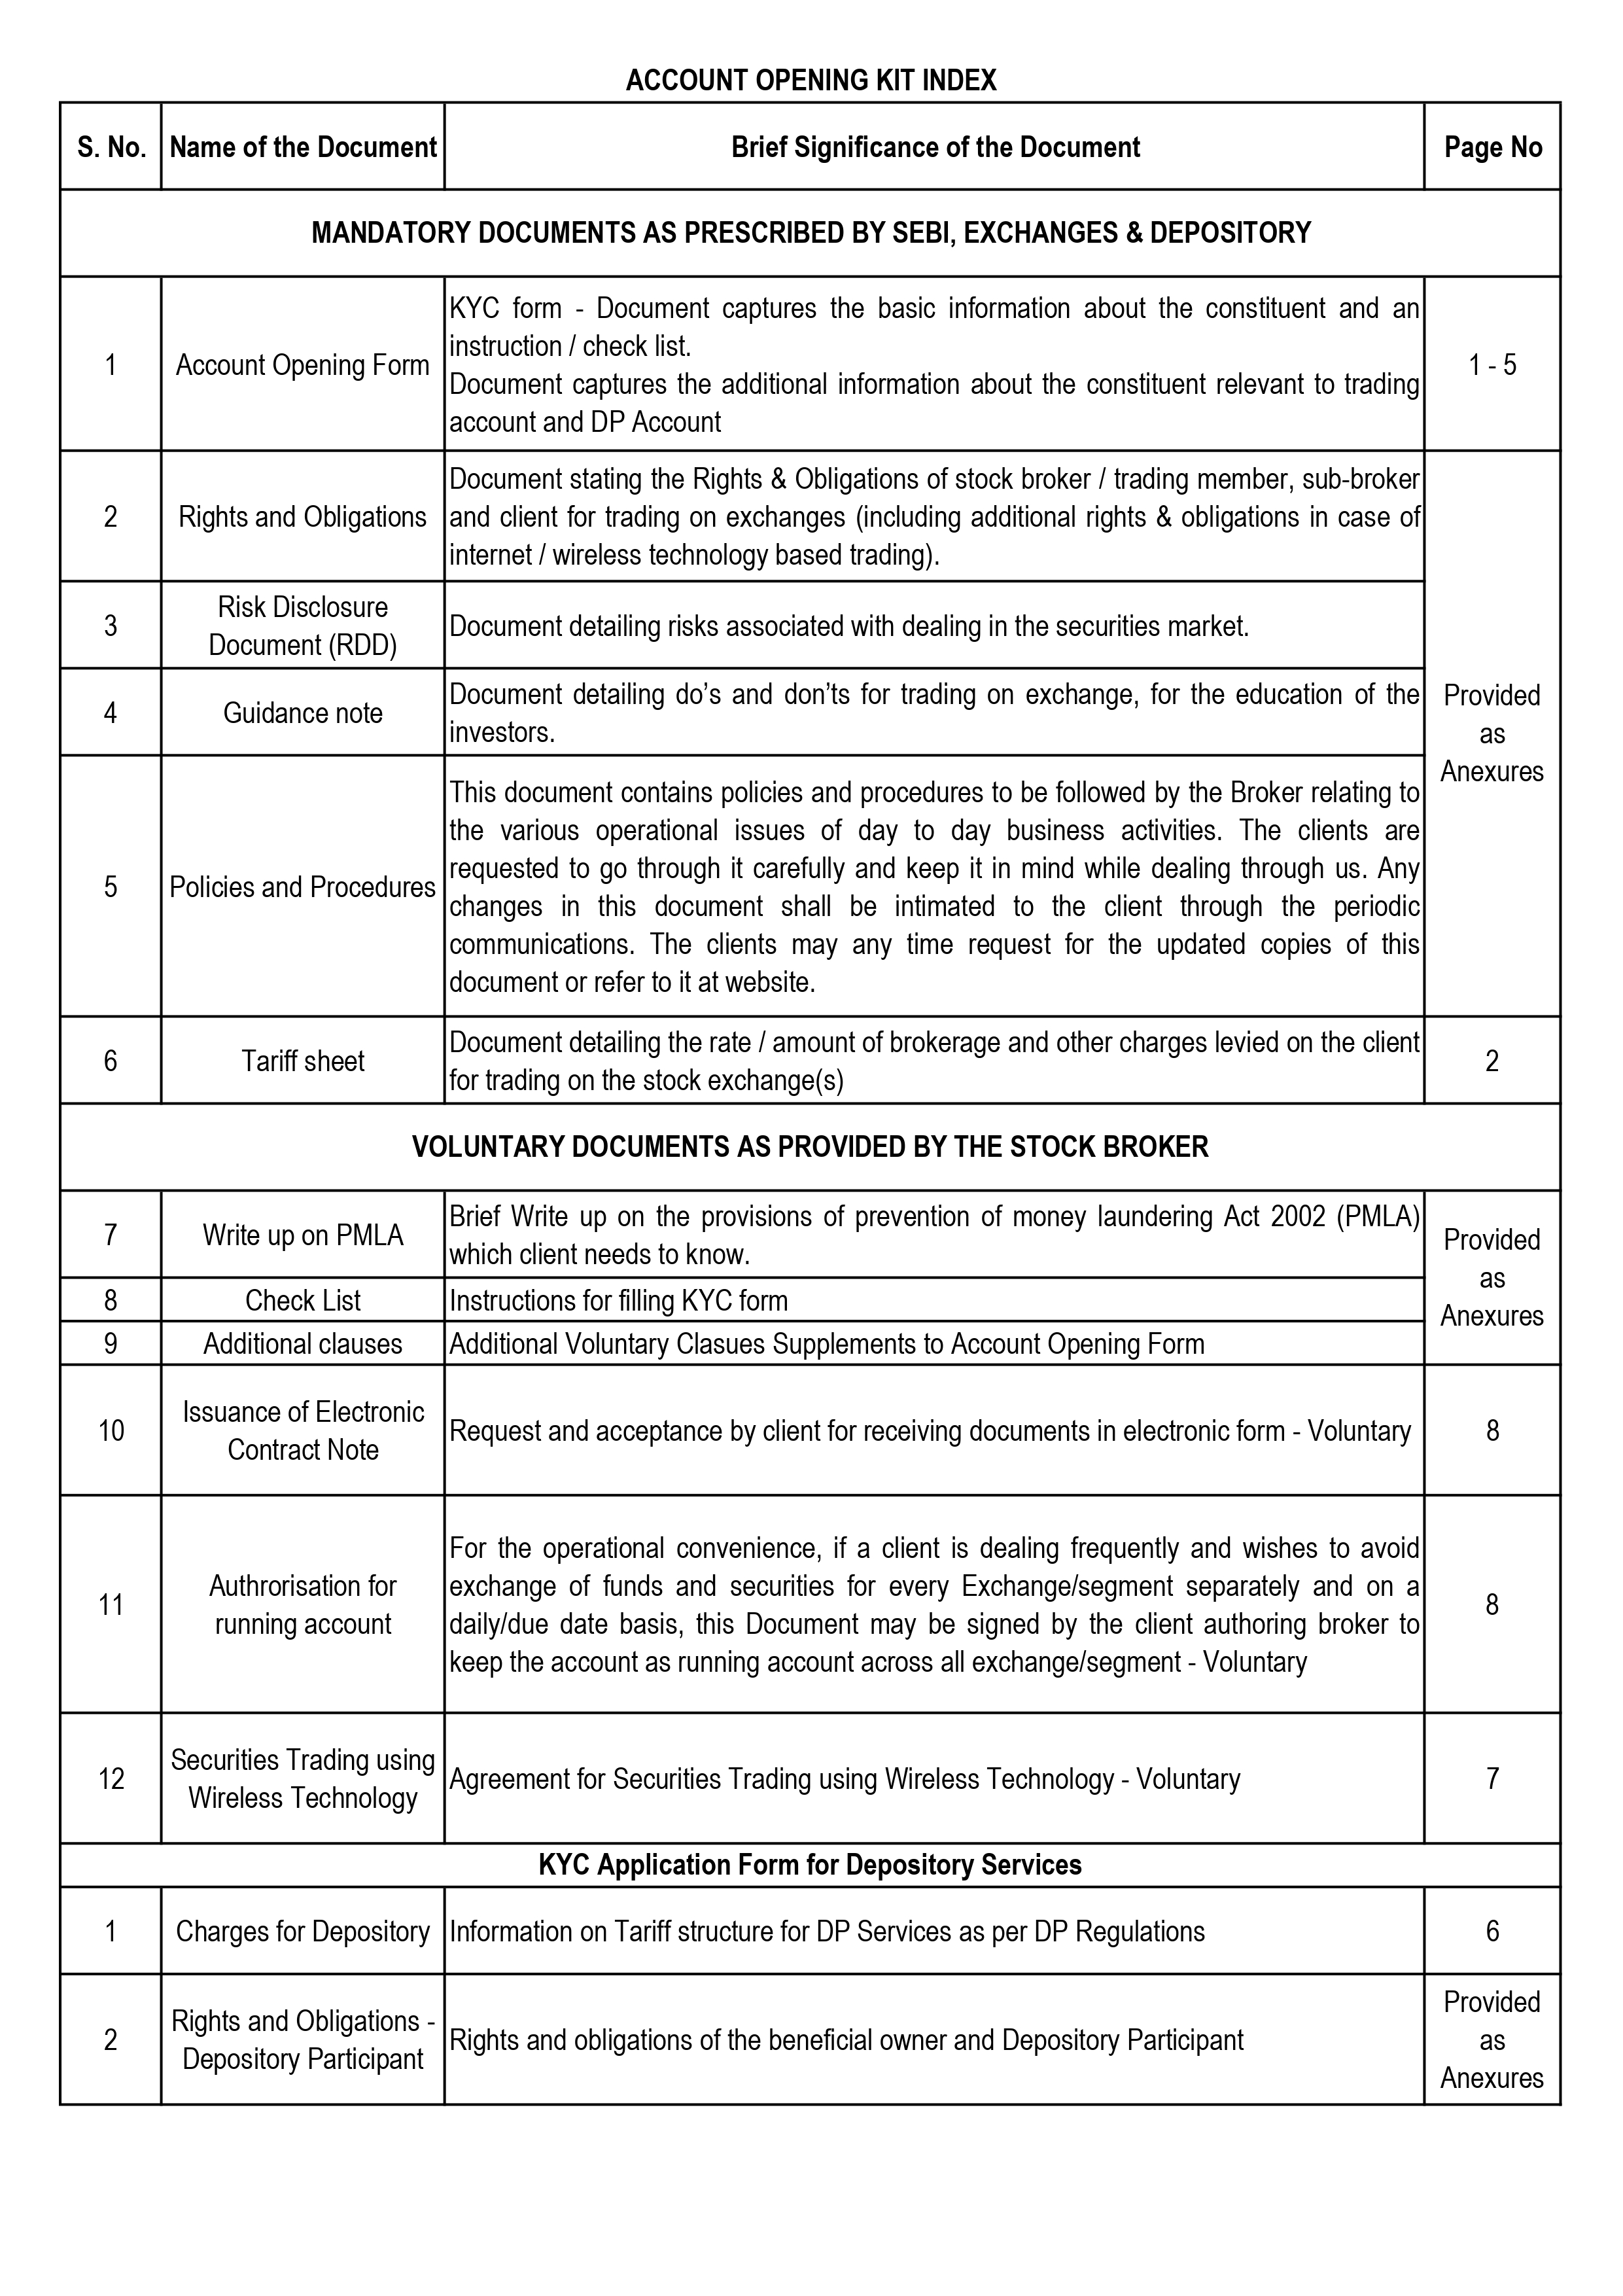 ACCOUNT OPENING KIT INDEX
S. No.
Name of the Document
Brief Significance of the Document
Page No
MANDATORY DOCUMENTS AS PRESCRIBED BY SEBI, EXCHANGES & DEPOSITORY
1
Account Opening Form
KYC form - Document captures the basic information about the constituent and an
instruction / check list.
Document captures the additional information about the constituent relevant to trading
account and DP Account
1 - 5
2
Rights and Obligations
Document stating the Rights & Obligations of stock broker / trading member, sub-broker
and client for trading on exchanges (including additional rights & obligations in case of
internet / wireless technology based trading).
3
Risk Disclosure
Document (RDD)
Document detailing risks associated with dealing in the securities market.
4
Guidance note
Document detailing do’s and don’ts for trading on exchange, for the education of the
investors.
Provided
as
Anexures
5
Policies and Procedures
This document contains policies and procedures to be followed by the Broker relating to
the various operational issues of day to day business activities. The clients are
requested to go through it carefully and keep it in mind while dealing through us. Any
changes in this document shall be intimated to the client through the periodic
communications. The clients may any time request for the updated copies of this
document or refer to it at website.
6
Tariff sheet
Document detailing the rate / amount of brokerage and other charges levied on the client
for trading on the stock exchange(s)
2
VOLUNTARY DOCUMENTS AS PROVIDED BY THE STOCK BROKER
7
Write up on PMLA
Brief Write up on the provisions of prevention of money laundering Act 2002 (PMLA)
which client needs to know.
Provided
as
Anexures
8
Check List
Instructions for filling KYC form
9
Additional clauses
Additional Voluntary Clasues Supplements to Account Opening Form
10
Issuance of Electronic
Contract Note
Request and acceptance by client for receiving documents in electronic form - Voluntary
8
11
Authrorisation for
running account
For the operational convenience, if a client is dealing frequently and wishes to avoid
exchange of funds and securities for every Exchange/segment separately and on a
daily/due date basis, this Document may be signed by the client authoring broker to
keep the account as running account across all exchange/segment - Voluntary
8
12
Securities Trading using
Wireless Technology
Agreement for Securities Trading using Wireless Technology - Voluntary
7
KYC Application Form for Depository Services
1
Charges for Depository
Information on Tariff structure for DP Services as per DP Regulations
6
2
Rights and Obligations -
Depository Participant
Rights and obligations of the beneficial owner and Depository Participant
Provided
as
Anexures